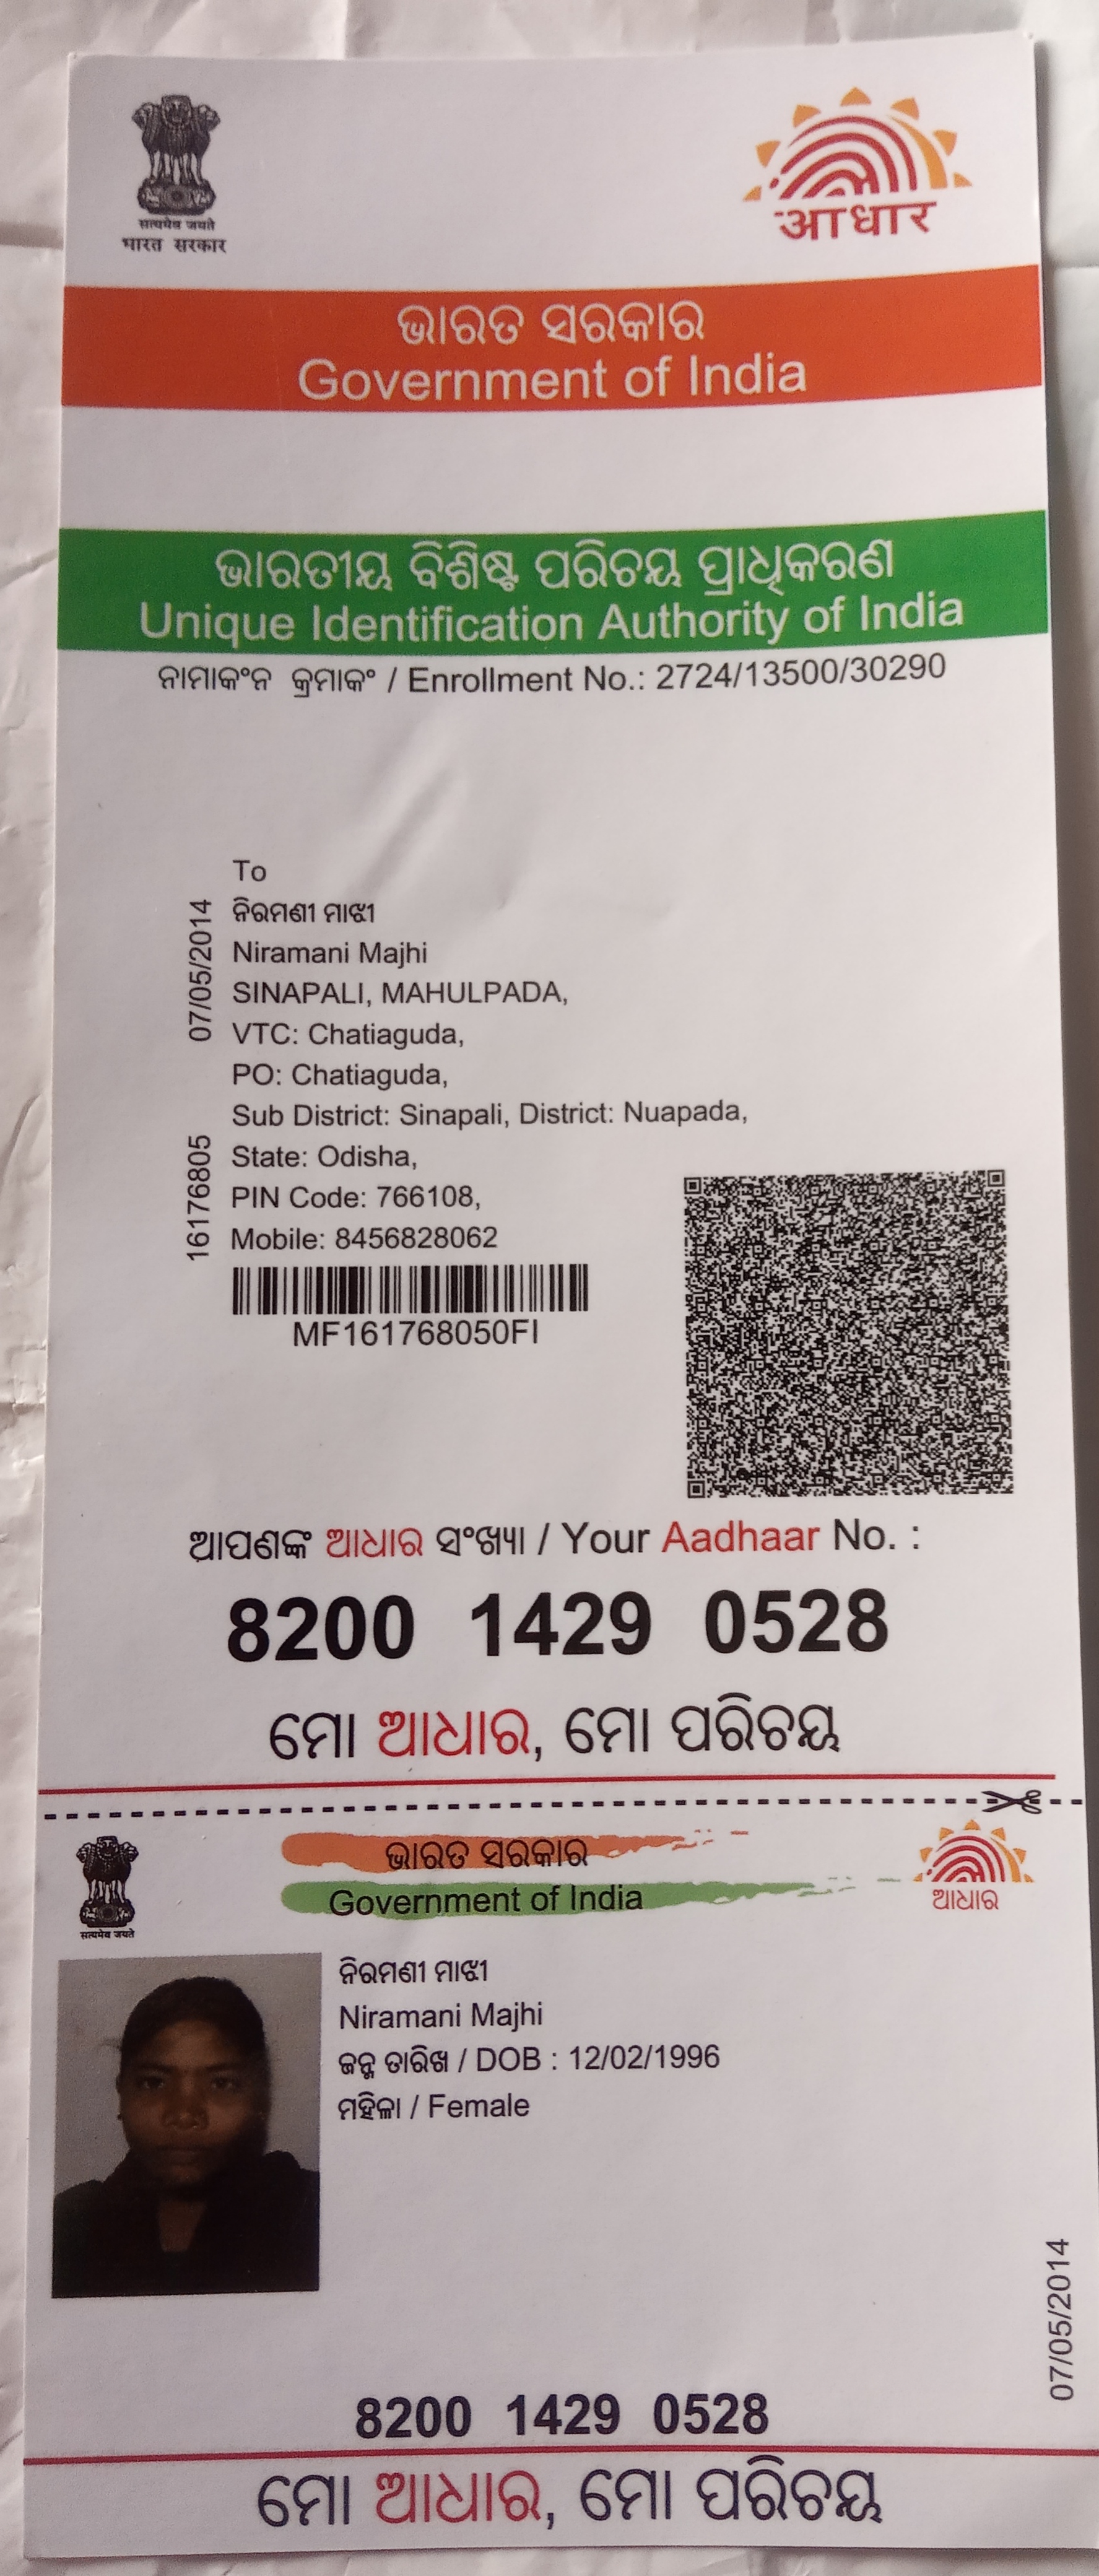 सत्यमेव जयते
भारत सरकार
आधार
ଭାରତ ସରକାର
Government of India
ଭାରତୀୟ ବିଶିଷ୍ଟ ପରିଚୟ ପ୍ରାଧିକରଣ
Unique Identification Authority of India
ନାମାକଂନ କ୍ରମାକଂ / Enrollment No.: 2724/13500/30290
To
ନିରମଣୀ ମାଝୀ
Niramani Majhi
SINAPALI, MAHULPADA,
VTC: Chatiaguda,
PO: Chatiaguda,
Sub District: Sinapali, District: Nuapada,
State: Odisha,
PIN Code: 766108,
Mobile: 8456828062
07/05/2014
16176805
MF161768050FI
ଆପଣଙ୍କ ଆଧାର ସଂଖ୍ୟା / Your Aadhaar No. :
8200 1429 0528
ମୋ ଆଧାର, ମୋ ପରିଚୟ
सत्यमेव जयते
ଭାରତ ସରକାର
Government of India
ଆଧାର
ନିରମଣୀ ମାଝୀ
Niramani Majhi
ଜନ୍ମ ତାରିଖ / DOB : 12/02/1996
ମହିଳା / Female
07/05/2014
8200 1429 0528
ମୋ ଆଧାର, ମୋ ପରିଚୟ